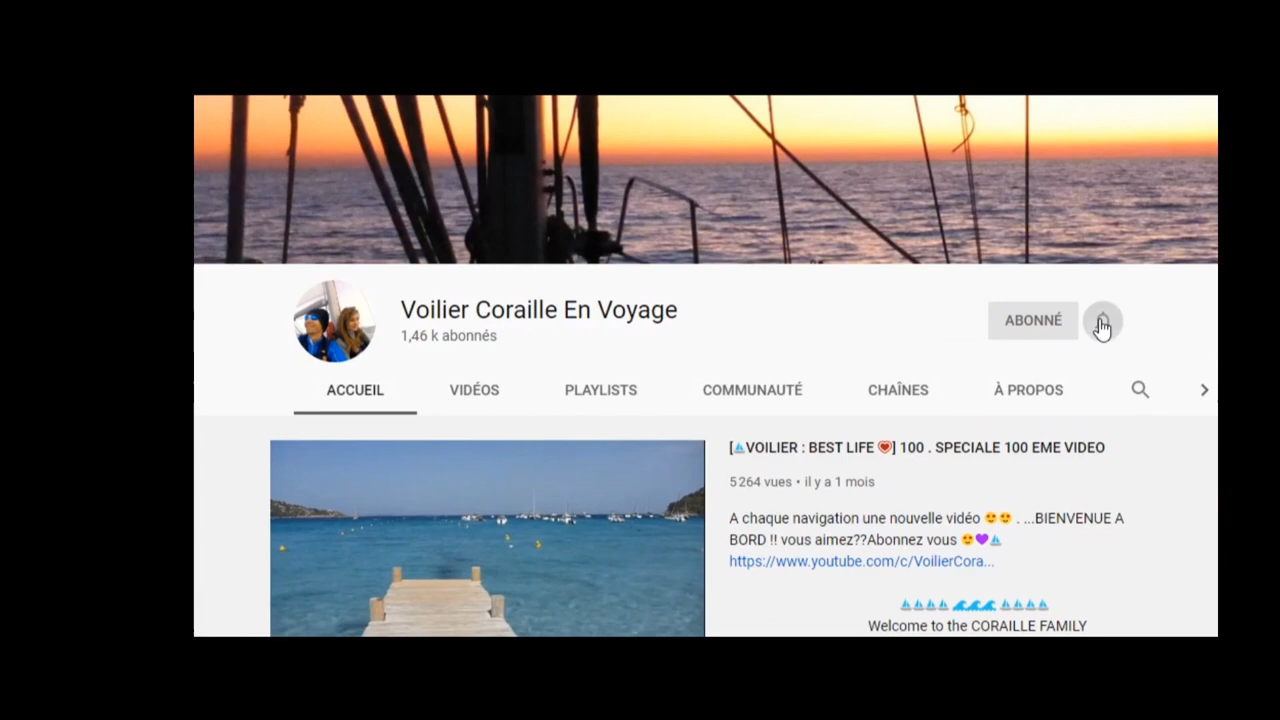 Voilier Coraille En Voyage
1,46 k abonnés
ABONNÉ
ACCUEIL VIDÉOS PLAYLISTS COMMUNAUTÉ CHAÎNES À PROPOS
[⛵VOILIER : BEST LIFE 💓] 100 . SPECIALE 100 EME VIDEO
5 264 vues • il y a 1 mois
A chaque navigation une nouvelle vidéo 😍😍 . ...BIENVENUE A
BORD !! vous aimez??Abonnez vous 😍💜⛵
https://www.youtube.com/c/VoilierCora...
⛵⛵⛵⛵ 🌊🌊🌊 ⛵⛵⛵⛵
Welcome to the CORAILLE FAMILY